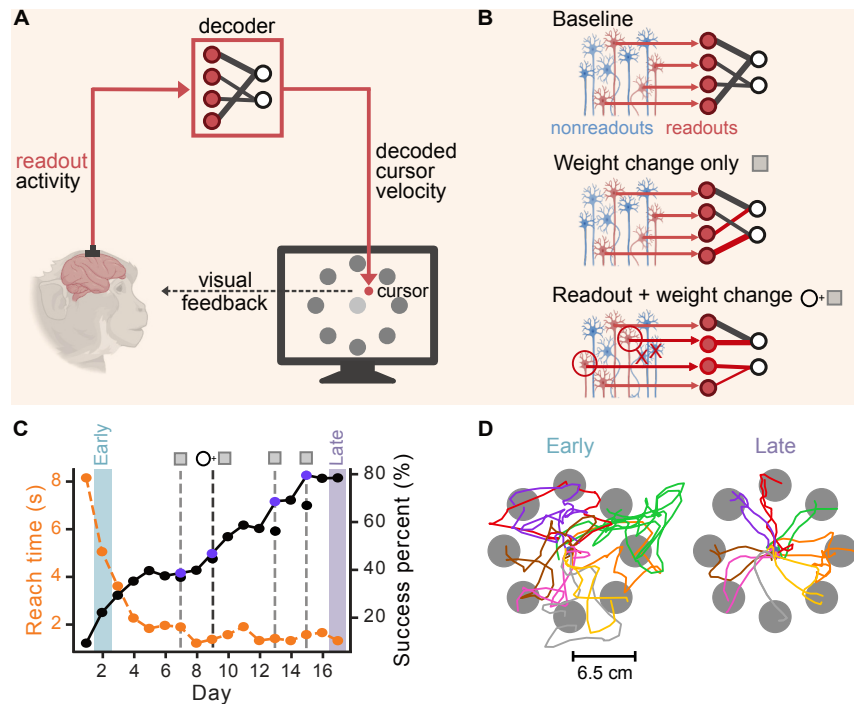 A
decoder
readout
activity
decoded
cursor
velocity
visual
feedback
cursor
B
Baseline
nonreadouts readouts
Weight change only
Readout + weight change +
X X
C
Early
+
Late
Reach time (s)
8
6
4
2
80
60
40
20
Success percent (%)
2 4 6 8 10 12 14 16
Day
D
Early
Late
6.5 cm